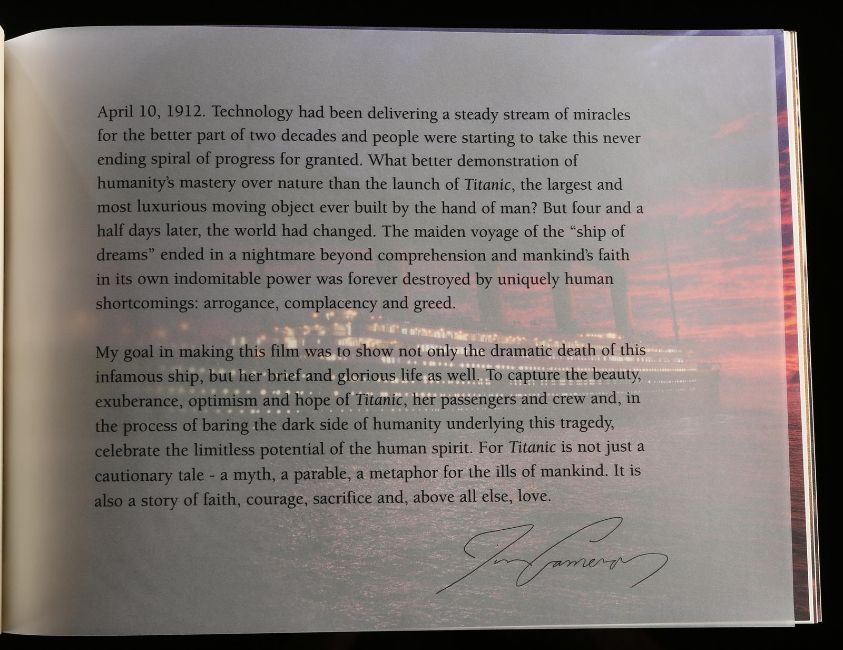 April 10, 1912. Technology had been delivering a steady stream of miracles
for the better part of two decades and people were starting to take this never
ending spiral of progress for granted. What better demonstration of
humanity's mastery over nature than the launch of Titanic, the largest and
most luxurious moving object ever built by the hand of man? But four and a
half days later, the world had changed. The maiden voyage of the “ship of
dreams” ended in a nightmare beyond comprehension and mankind's faith
in its own indomitable power was forever destroyed by uniquely human
shortcomings: arrogance, complacency and greed.
My goal in making this film was to show not only the dramatic death of this
infamous ship, but her brief and glorious life as well. To capture the beauty,
exuberance, optimism and hope of Titanic, her passengers and crew and, in
the process of baring the dark side of humanity underlying this tragedy,
celebrate the limitless potential of the human spirit. For Titanic is not just a
cautionary tale - a myth, a parable, a metaphor for the ills of mankind. It is
also a story of faith, courage, sacrifice and, above all else, love.
Jim Cameron